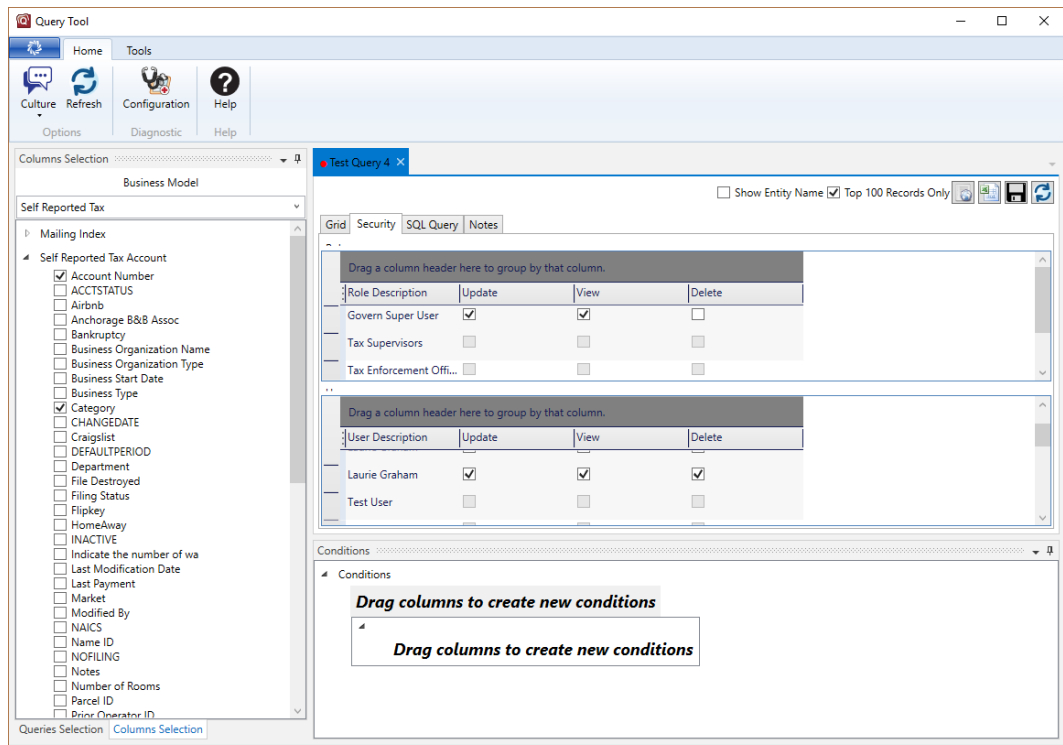 Query Tool
Home Tools
Culture Refresh Configuration Help
Options Diagnostic Help
Columns Selection
Business Model
Self Reported Tax
Mailing Index
Self Reported Tax Account
Account Number
ACCTSTATUS
Airbnb
Anchorage B&B Assoc
Bankruptcy
Business Organization Name
Business Organization Type
Business Start Date
Business Type
Category
CHANGEDATE
Craigslist
DEFAULTPERIOD
Department
File Destroyed
Filing Status
Flipkey
HomeAway
INACTIVE
Indicate the number of wa
Last Modification Date
Last Payment
Market
Modified By
NAICS
Name ID
NOFILING
Notes
Number of Rooms
Parcel ID
Prior Operator ID
Queries Selection Columns Selection
Test Query 4
Show Entity Name Top 100 Records Only
Grid Security SQL Query Notes
Drag a column header here to group by that column.
Role Description Update View Delete
Govern Super User
Tax Supervisors
Tax Enforcement Offi...
Drag a column header here to group by that column.
User Description Update View Delete
Laurie Graham
Test User
Conditions
Conditions
Drag columns to create new conditions
Drag columns to create new conditions